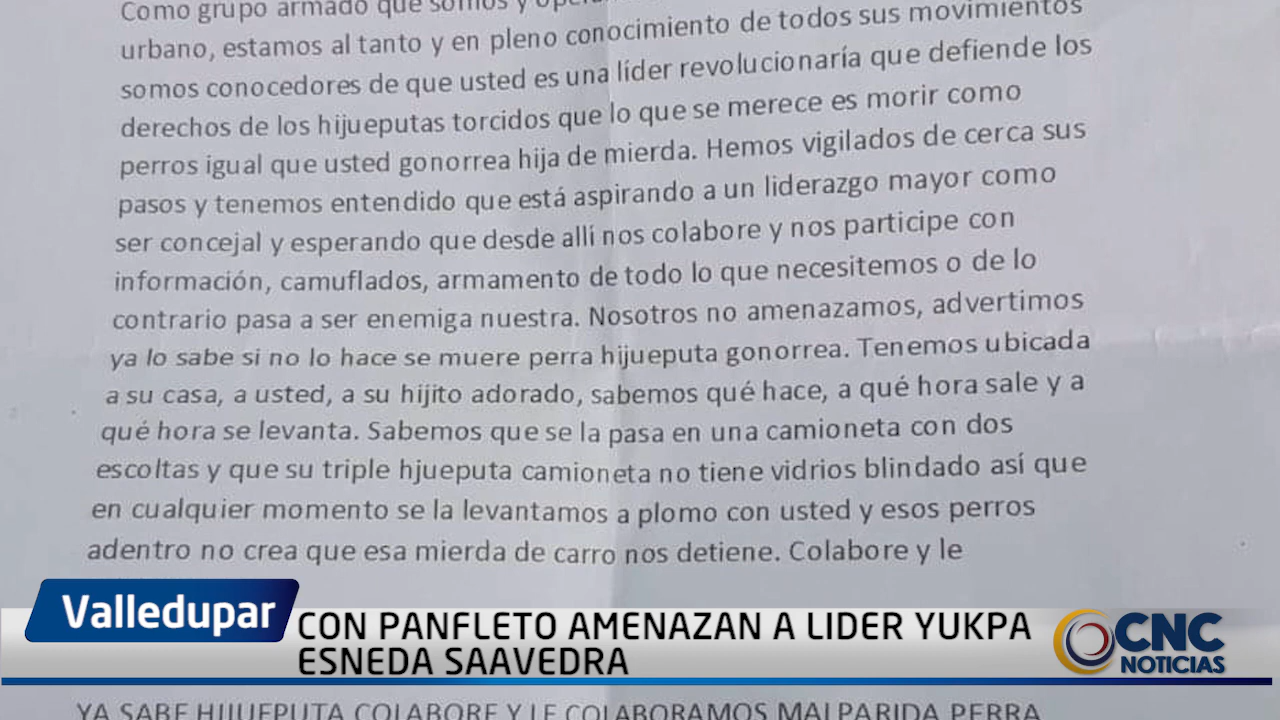 Como grupo armado que somos y
urbano, estamos al tanto y en pleno conocimiento de todos sus movimientos
somos conocedores de que usted es una líder revolucionaría que defiende los
derechos de los hijueputas torcidos que lo que se merece es morir como
perros igual que usted gonorrea hija de mierda. Hemos vigilados de cerca sus
pasos y tenemos entendido que está aspirando a un liderazgo mayor como
ser concejal y esperando que desde allí nos colabore y nos participe con
información, camuflados, armamento de todo lo que necesitemos o de lo
contrario pasa a ser enemiga nuestra. Nosotros no amenazamos, advertimos
ya lo sabe si no lo hace se muere perra hijueputa gonorrea. Tenemos ubicada
a su casa, a usted, a su hijito adorado, sabemos qué hace, a qué hora sale y a
qué hora se levanta. Sabemos que se la pasa en una camioneta con dos
escoltas y que su triple hjueputa camioneta no tiene vidrios blindado así que
en cualquier momento se la levantamos a plomo con usted y esos perros
adentro no crea que esa mierda de carro nos detiene. Colabore y le
Valledupar
CON PANFLETO AMENAZAN A LIDER YUKPA
ESNEDA SAAVEDRA
CNC
NOTICIAS
YA SABE HIJUEPUTA COLABORE Y LE COLABORAMOS MALPARIDA PERRA